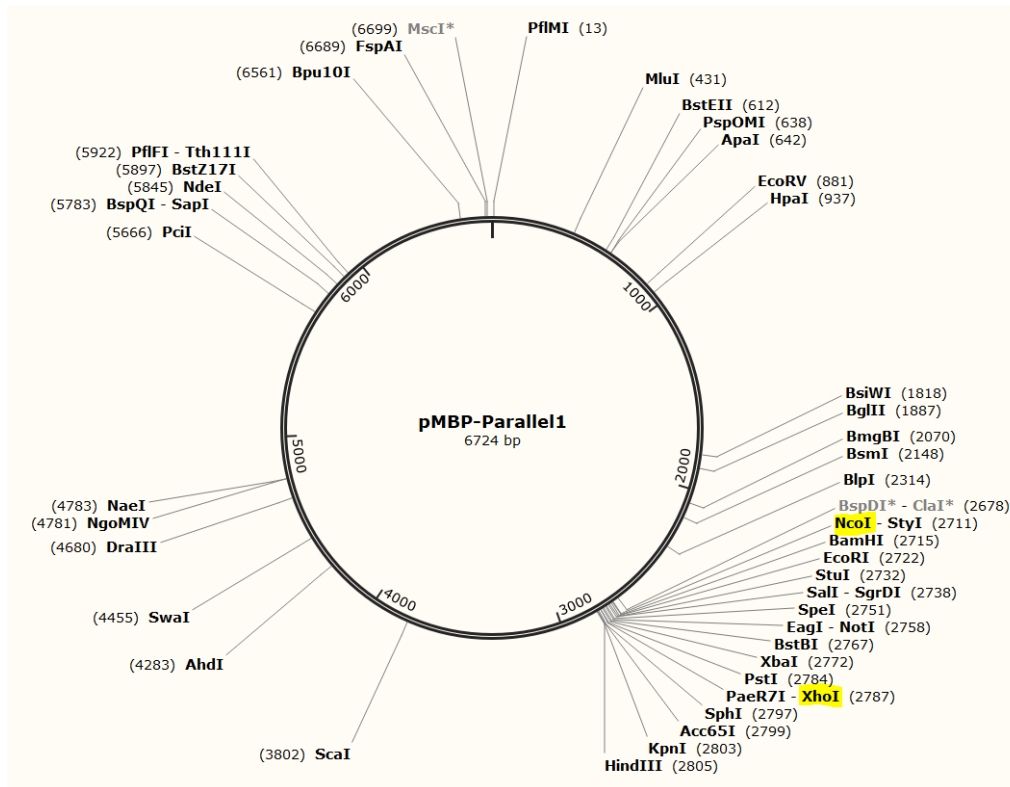 (6699) MscI*
(6689) FspAI
(6561) Bpu10I
PflMI (13)
MluI (431)
BstEII (612)
PspOMI (638)
ApaI (642)
EcoRV (881)
HpaI (937)
(5922) PflFI - Tth111I
(5897) BstZ17I
(5845) NdeI
(5783) BspQI - SapI
(5666) PciI
6000
1000
BsiWI (1818)
BglII (1887)
BmgBI (2070)
BsmI (2148)
BlpI (2314)
pMBP-Parallel1
6724 bp
5000
2000
BspDI* - ClaI* (2678)
NcoI - StyI (2711)
BamHI (2715)
EcoRI (2722)
StuI (2732)
SalI - SgrDI (2738)
SpeI (2751)
EagI - NotI (2758)
BstBI (2767)
XbaI (2772)
PstI (2784)
PaeR7I - XhoI (2787)
SphI (2797)
Acc65I (2799)
KpnI (2803)
HindIII (2805)
(4783) NaeI
(4781) NgoMIV
(4680) DraIII
(4455) SwaI
(4283) AhdI
4000
3000
(3802) ScaI